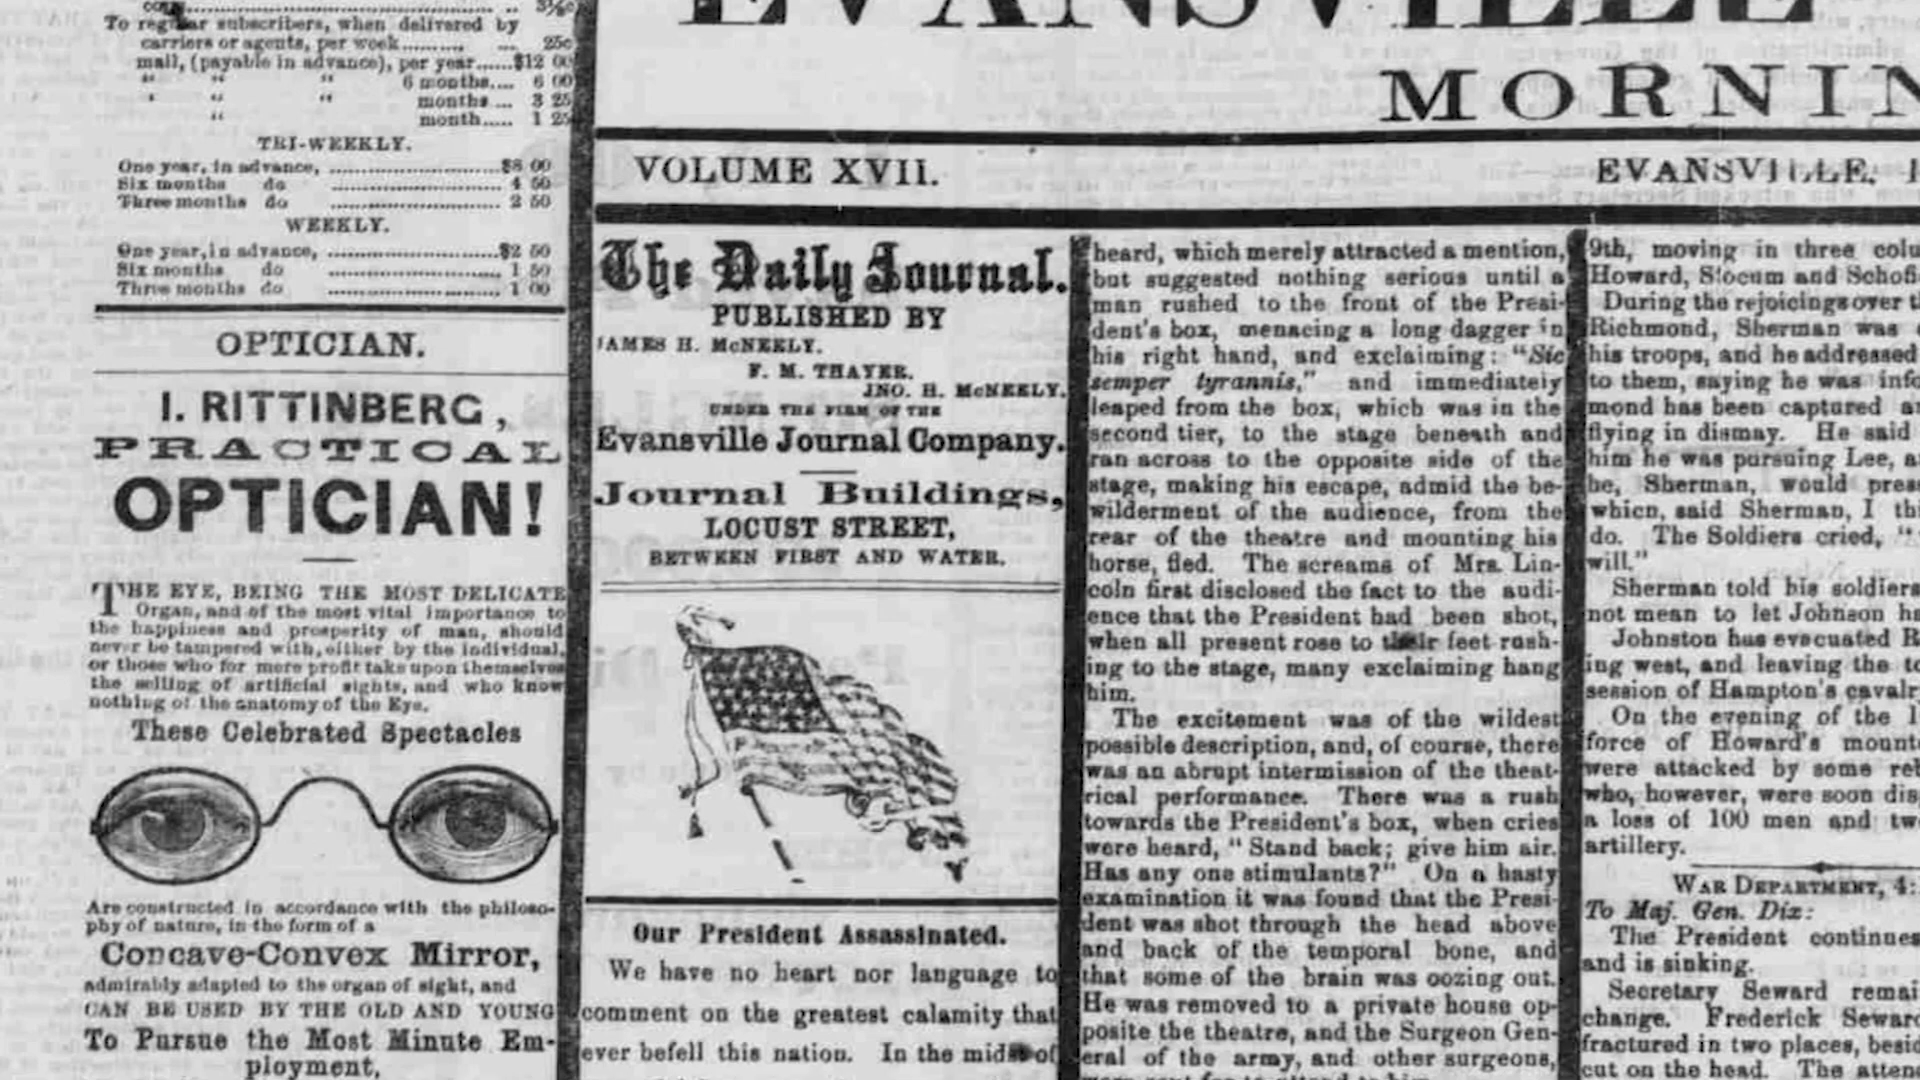 3½c
To regular subscribers, when delivered by
carriers or agents, per week.......... ... 25c
mail, (payable in advance), per year......$12 00
" " " 6 months.... 6 00
" " " months ... 3 25
" month..... 1 25
TRI-WEEKLY.
One year, in advance, ..............................$8 00
Six months do .............................. 4 50
Three months do .............................. 2 50
WEEKLY.
One year, in advance, ..............................$2 50
Six months do .............................. 1 50
Three months do .............................. 1 00
OPTICIAN.
I. RITTINBERG,
PRACTICAL
OPTICIAN!
THE EYE, BEING THE MOST DELICATE
Organ, and of the most vital importance to
the happiness and prosperity of man, should
never be tampered with, either by the individual,
or those who for mere profit take upon themselves
the selling of artificial sights, and who know
nothing of the anatomy of the Eye.
These Celebrated Spectacles
Are constructed in accordance with the philoso-
phy of nature, in the form of a
Concave-Convex Mirror,
admirably adapted to the organ of sight, and
CAN BE USED BY THE OLD AND YOUNG
To Pursue the Most Minute Em-
ployment,
EVANSVILLE
MORNIN
VOLUME XVII.
EVANSVILLE, I
The Daily Journal.
PUBLISHED BY
JAMES H. McNEELY.
F. M. THAYER.
JNO. H. McNEELY.
UNDER THE FIRM OF THE
Evansville Journal Company.
Journal Buildings,
LOCUST STREET,
BETWEEN FIRST AND WATER.
Our President Assassinated.
We have no heart nor language to
comment on the greatest calamity that
ever befell this nation. In the midst of
heard, which merely attracted a mention,
but suggested nothing serious until a
man rushed to the front of the Presi-
dent's box, menacing a long dagger in
his right hand, and exclaiming: "Sic
semper tyrannis," and immediately
leaped from the box, which was in the
second tier, to the stage beneath and
ran across to the opposite side of the
stage, making his escape, admid the be-
wilderment of the audience, from the
rear of the theatre and mounting his
horse, fled. The screams of Mrs. Lin-
coln first disclosed the fact to the audi-
ence that the President had been shot,
when all present rose to their feet rush-
ing to the stage, many exclaiming hang
him.
The excitement was of the wildest
possible description, and, of course, there
was an abrupt intermission of the theat-
rical performance. There was a rush
towards the President's box, when cries
were heard, "Stand back; give him air.
Has any one stimulants?" On a hasty
examination it was found that the Presi-
dent was shot through the head above
and back of the temporal bone, and
that some of the brain was oozing out.
He was removed to a private house op-
posite the theatre, and the Surgeon Gen-
eral of the army, and other surgeons,
were sent for to attend to him.
9th, moving in three colu
Howard, Slocum and Schofi
During the rejoicings over t
Richmond, Sherman was
his troops, and he addressed
to them, saying he was info
mond has been captured a
flying in dismay. He said
him he was pursuing Lee, a
he, Sherman, would pres
which, said Sherman, I th
do. The Soldiers cried, "
will."
Sherman told his soldiers
not mean to let Johnson ha
Johnston has evacuated R
ing west, and leaving the to
session of Hampton's cavalr
On the evening of the 1
force of Howard's mount
were attacked by some reb
who, however, were soon dis
a loss of 100 men and tw
artillery.
WAR DEPARTMENT, 4:
To Maj. Gen. Dix:
The President continues
and is sinking.
Secretary Seward remai
change. Frederick Seward
fractured in two places, besid
cut on the head. The attend